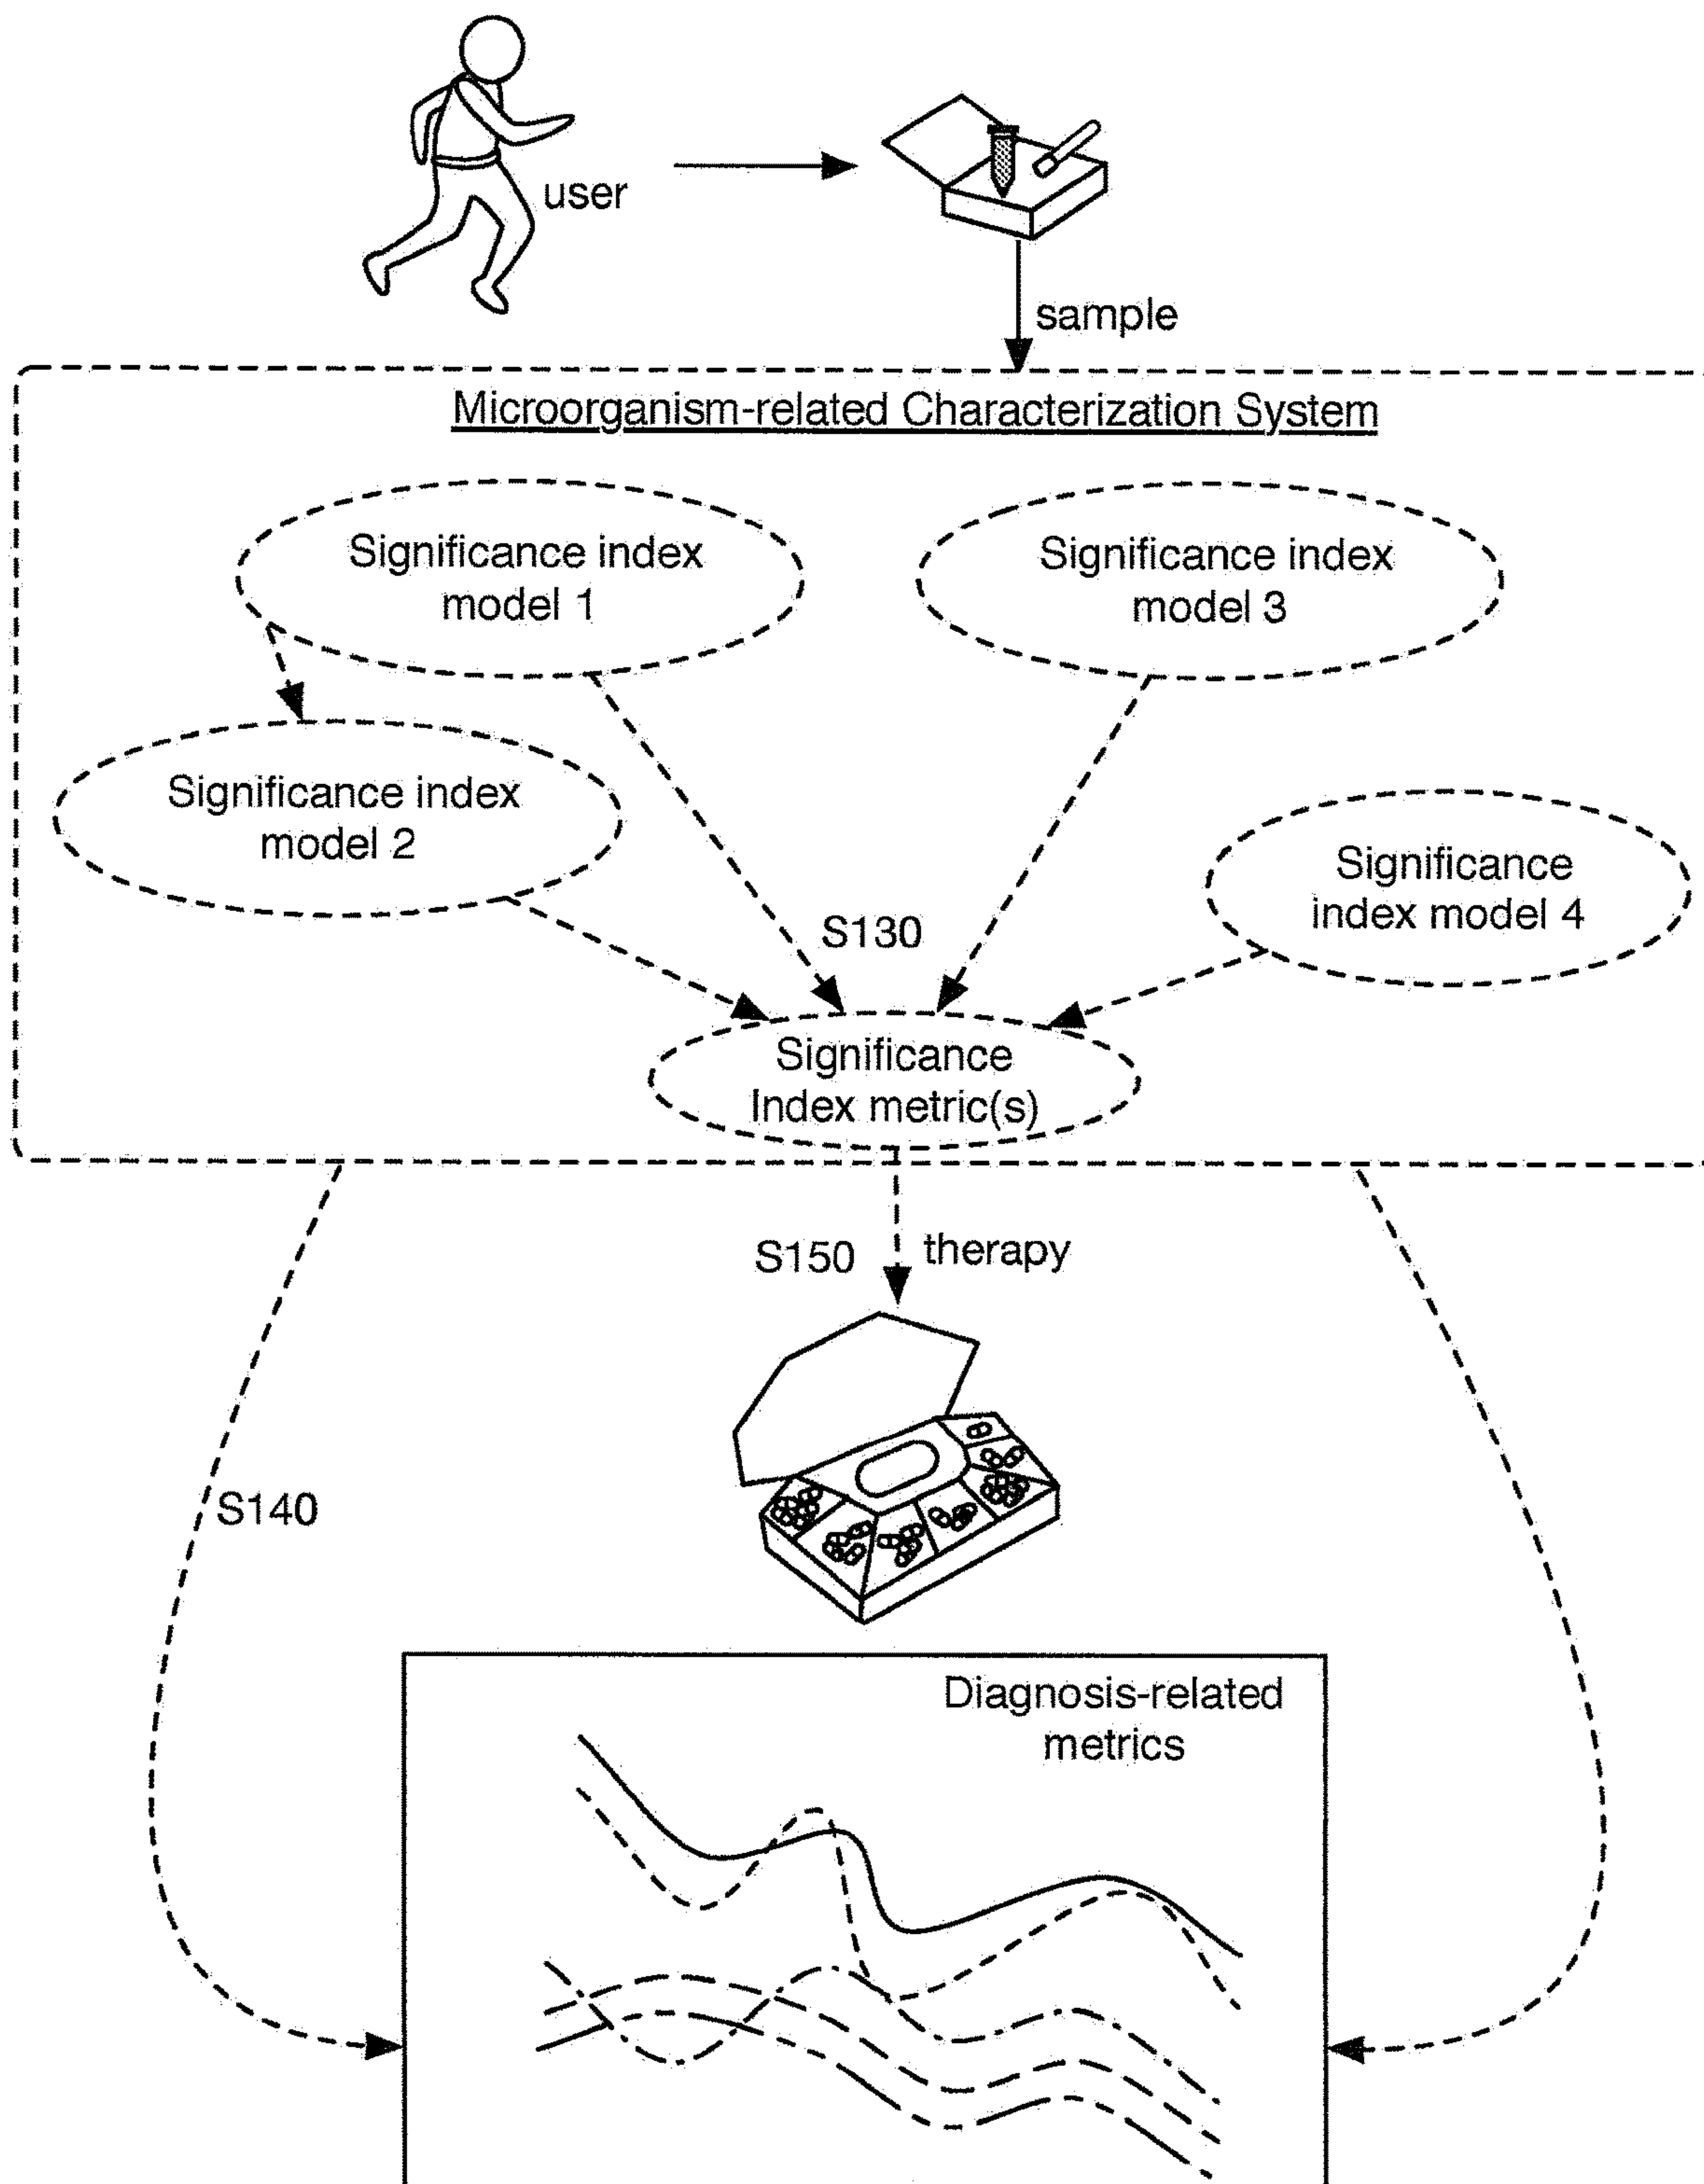 user
sample
Microorganism-related Characterization System
Significance index
model 1
Significance index
model 3
Significance index
model 2
Significance
index model 4
S130
Significance
Index metric(s)
S150
therapy
S140
Diagnosis-related
metrics